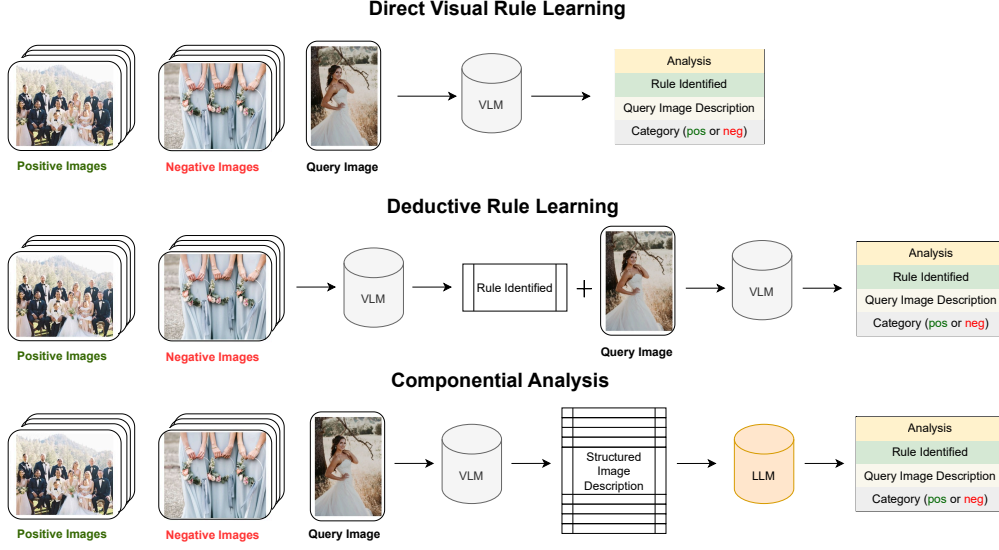 Direct Visual Rule Learning
VLM
Analysis
Rule Identified
Query Image Description
Category (pos or neg)
Positive Images
Negative Images
Query Image
Deductive Rule Learning
VLM
Rule Identified
+
VLM
Analysis
Rule Identified
Query Image Description
Category (pos or neg)
Positive Images
Negative Images
Query Image
Componential Analysis
VLM
Structured
Image
Description
LLM
Analysis
Rule Identified
Query Image Description
Category (pos or neg)
Positive Images
Negative Images
Query Image